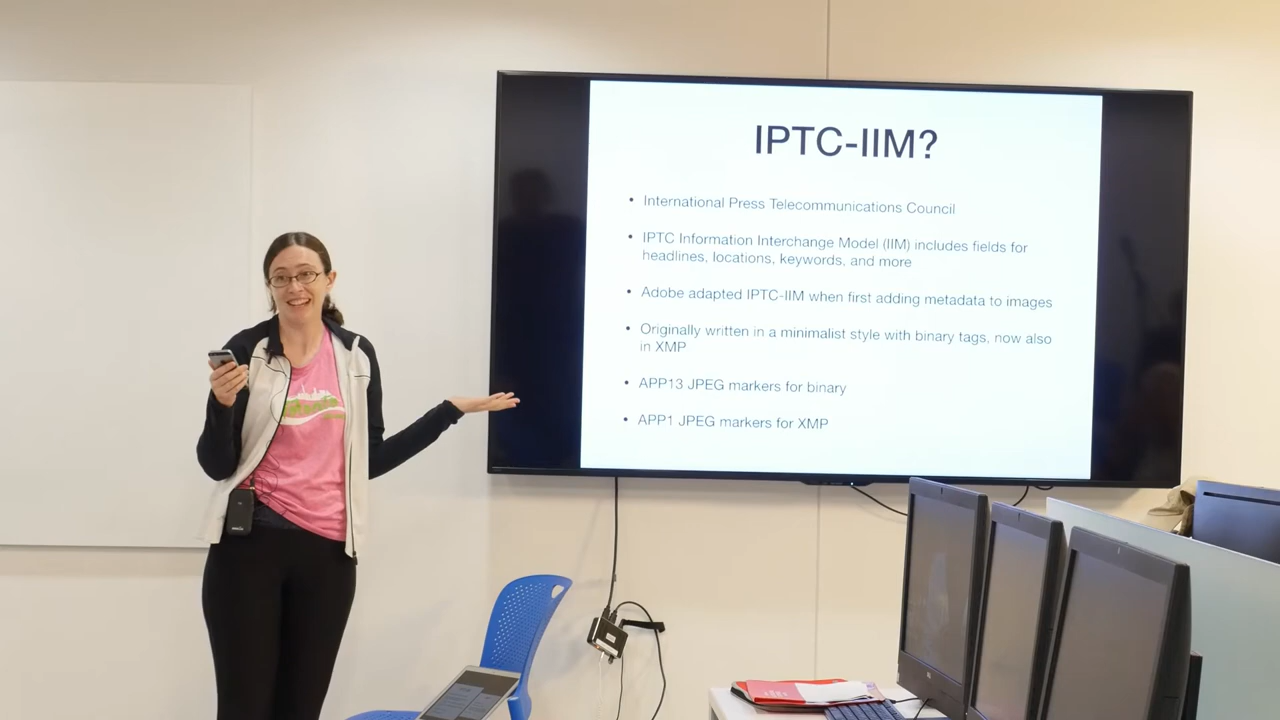 IPTC-IIM?
• International Press Telecommunications Council
• IPTC Information Interchange Model (IIM) includes fields for
headlines, locations, keywords, and more
• Adobe adapted IPTC-IIM when first adding metadata to images
• Originally written in a minimalist style with binary tags, now also
in XMP
• APP13 JPEG markers for binary
• APP1 JPEG markers for XMP